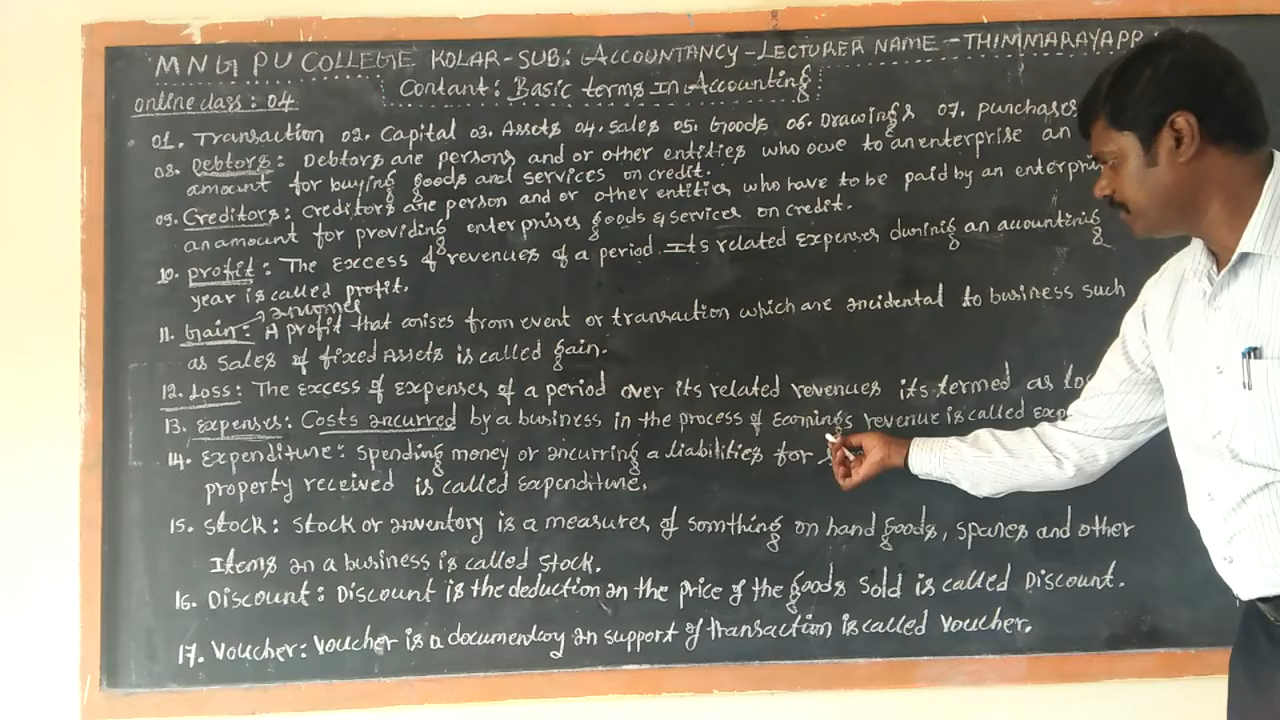 MNG PU COLLEGE KOLAR-SUB: ACCOUNTANCY-LECTURER NAME-THIMMARAYAPP
Contant: Basic terms In Accounting
online class: 04
01. Transaction 02. Capital 03. Assets 04. Sales 05. Goods 06. Drawings 07. purchases
08. Debtors: Debtors are persons and or other entities who owe to an enterprise an
amount for buying goods and services on credit.
09. Creditors: Creditors are person and or other entities who have to be paid by an enterpri
an amount for providing enterprises goods & services on credit.
10. profit: The Excess of revenues of a period Its related Expenses during an accounting
year is called profit.
11. Gain: A profit that arises from event or transaction which are incidental to business such
as sales of fixed Assets is called gain.
12. Loss: The Excess of Expenses of a period over its related revenues its termed as los
13. Expenses: Costs incurred by a business in the process of Earnings revenue is called Exp
14. Expenditure: Spending money or incurring a liabilities for
property received is called Expenditure.
15. Stock: Stock or inventory is a measures of somthing on hand goods, spares and other
Items in a business is called Stock.
16. Discount: Discount is the deduction in the price of the goods sold is called Discount.
17. Voucher: Voucher is a documentary in support of transaction is called Voucher.